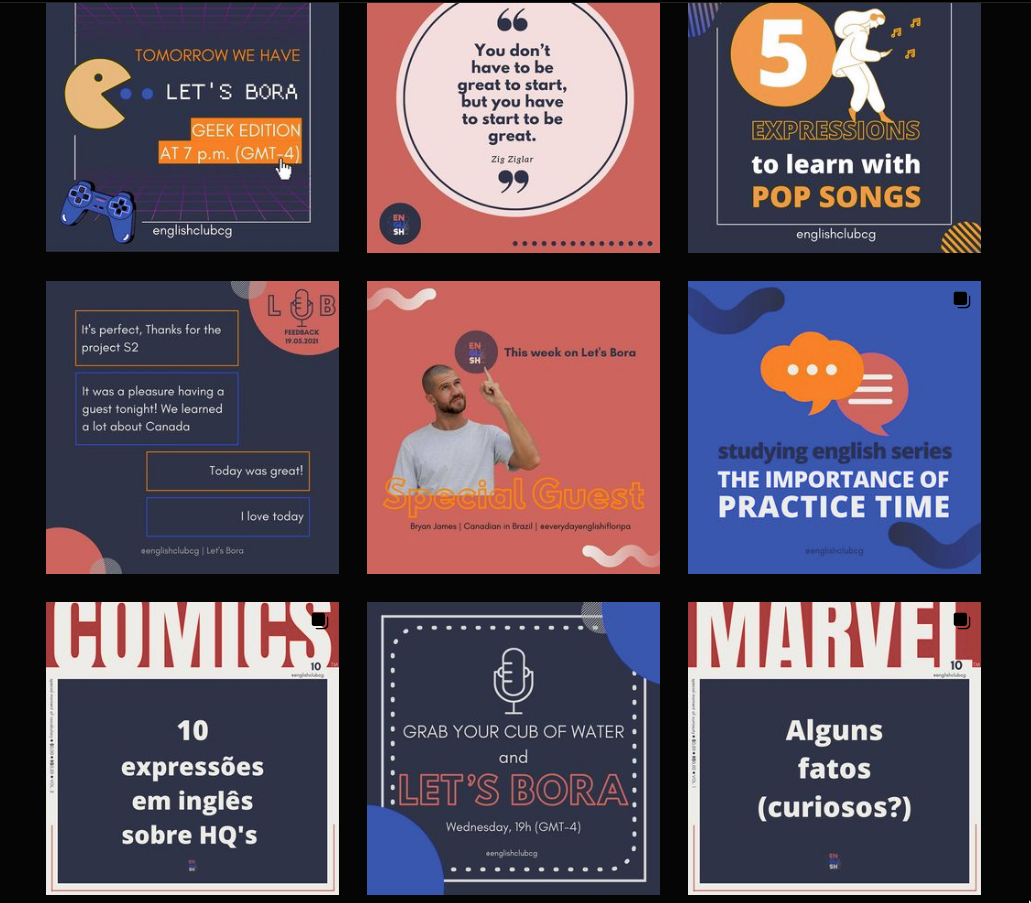 TOMORROW WE HAVE
LET'S BORA
GEEK EDITION
AT 7 p.m. (GMT-4)
englishclubcg
You don't
have to be
great to start,
but you have
to start to be
great.
Zig Ziglar
EN
GLI
SH
5
EXPRESSIONS
to learn with
POP SONGS
englishclubcg
L B
FEEDBACK
19.05.2021
It's perfect, Thanks for the
project S2
It was a pleasure having a
guest tonight! We learned
a lot about Canada
Today was great!
I love today
@englishclubcg | Let's Bora
EN
GLI
SH
This week on Let's Bora
Special Guest
Bryan James | Canadian in Brazil | @everydayenglishiflonpa
studying english series
THE IMPORTANCE OF
PRACTICE TIME
@englishclubcg
COMICS
10
englishclubcg
10
expressões
em inglês
sobre HQ's
EN
SH
GRAB YOUR CUB OF WATER
and
LET'S BORA
Wednesday, 19h (GMT-4)
@englishclubcg
MARVEL
10
englishclubcg
Alguns
fatos
(curiosos?)
EN
SH